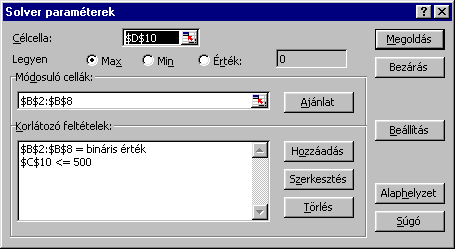 Solver paraméterek
Célcella: $D$10
Megoldás
Legyen Max Min Érték: 0
Bezárás
Módosuló cellák:
$B$2:$B$8
Ajánlat
Korlátozó feltételek:
Beállítás
$B$2:$B$8 = bináris érték
$C$10 <= 500
Hozzáadás
Szerkesztés
Törlés
Alaphelyzet
Súgó